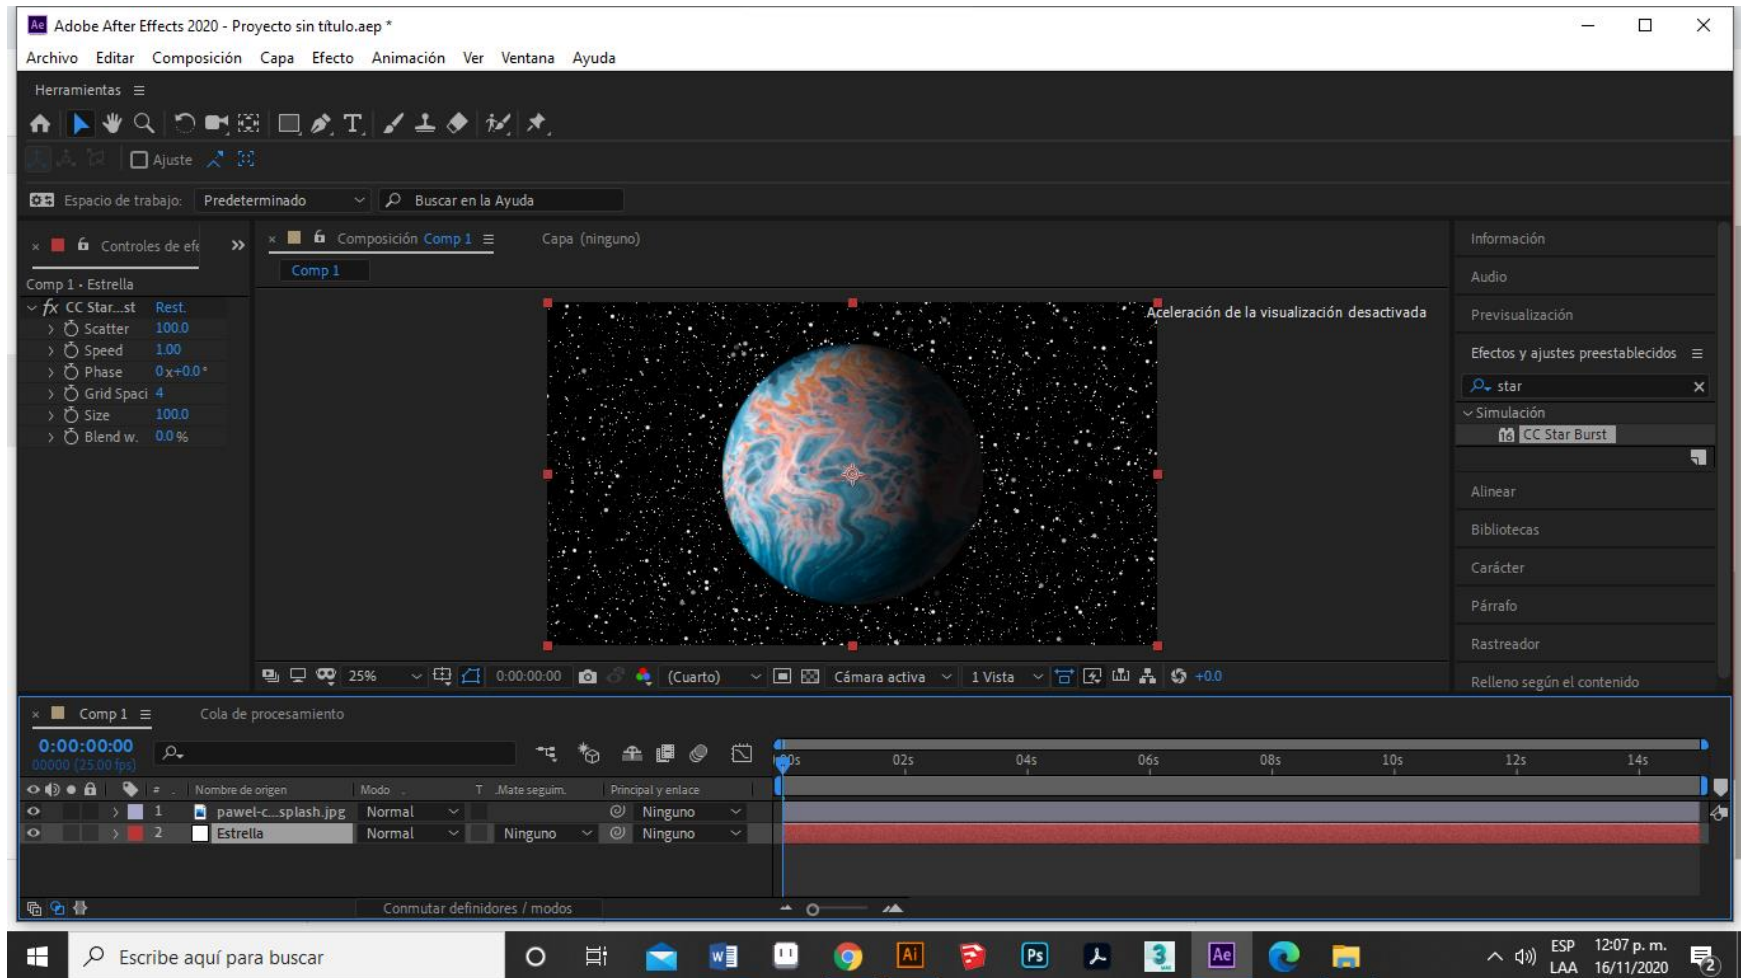 Adobe After Effects 2020 - Proyecto sin título.aep *
Archivo Editar Composición Capa Efecto Animación Ver Ventana Ayuda
Herramientas
Ajuste
Espacio de trabajo: Predeterminado Buscar en la Ayuda
Controles de efe
Composición Comp 1 Capa (ninguno)
Comp 1
Comp 1 • Estrella
fx CC Star...st Rest.
Scatter 100.0
Speed 1.00
Phase 0x+0.0°
Grid Spaci 4
Size 100.0
Blend w. 0.0 %
Aceleración de la visualización desactivada
Información
Audio
Previsualización
Efectos y ajustes preestablecidos
star
Simulación
16 CC Star Burst
Alinear
Bibliotecas
Carácter
Párrafo
Rastreador
Relleno según el contenido
25% 0:00:00:00 (Cuarto) Cámara activa 1 Vista +0.0
Comp 1 Cola de procesamiento
0:00:00:00
00000 (25.00 fps)
02s 04s 06s 08s 10s 12s 14s
Nombre de origen Modo T .Mate seguim. Principal y enlace
1 pawel-c...splash.jpg Normal Ninguno
2 Estrella Normal Ninguno Ninguno
Conmutar definidores / modos
Escribe aquí para buscar
Ai Ps 3 Ae
ESP
LAA
12:07 p. m.
16/11/2020
2